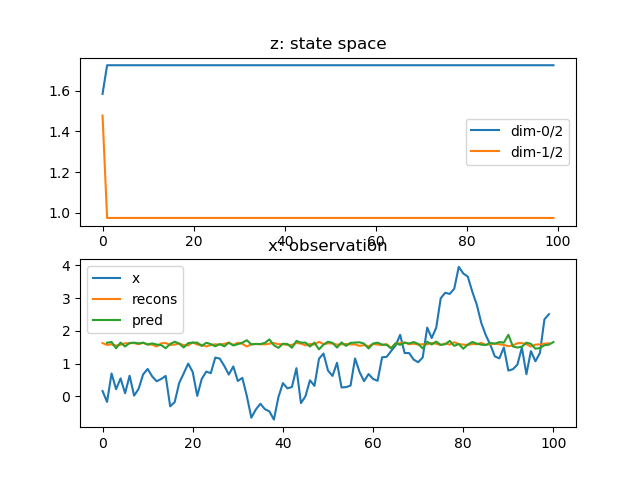 z: state space
1.6
1.4
1.2
1.0
dim-0/2
dim-1/2
0 20 40 60 80 100
x: observation
4
3
2
1
0
x
recons
pred
0 20 40 60 80 100